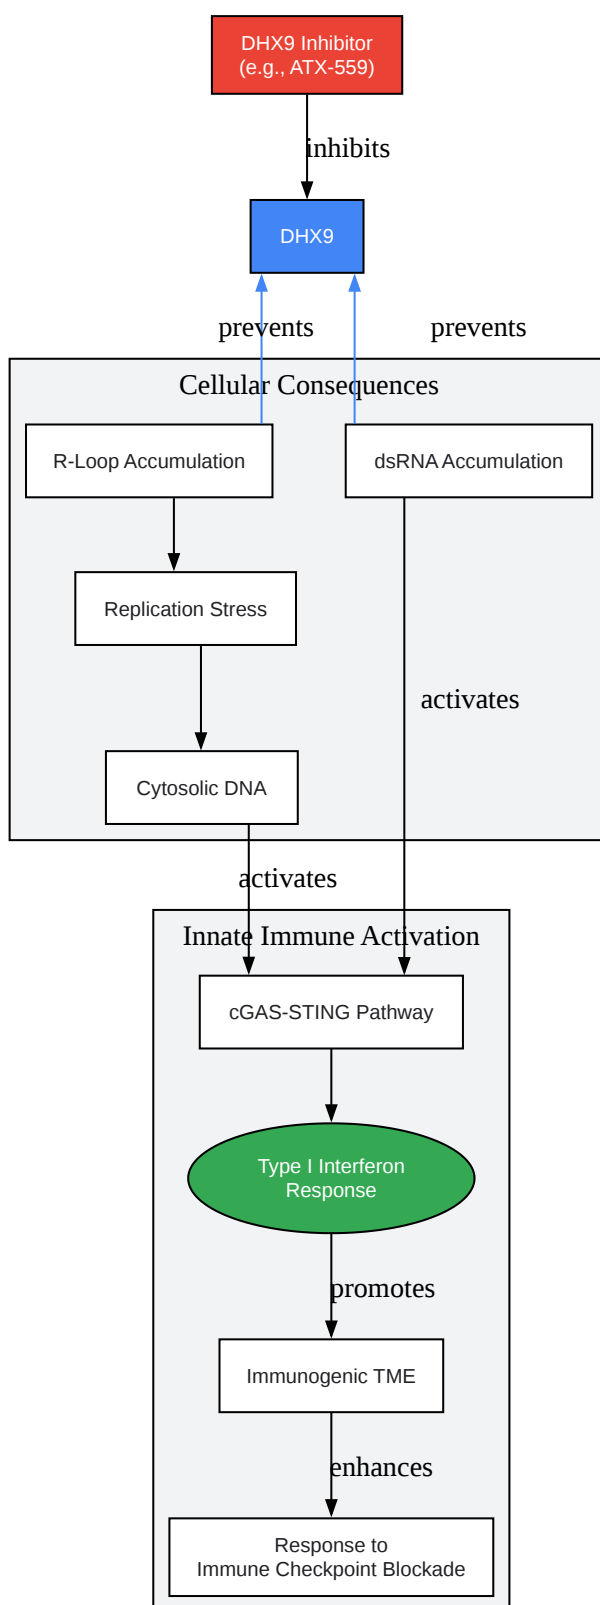 DHX9 Inhibitor
(e.g., ATX-559)
inhibits
DHX9
prevents
prevents
Cellular Consequences
R-Loop Accumulation
dsRNA Accumulation
Replication Stress
activates
Cytosolic DNA
activates
Innate Immune Activation
cGAS-STING Pathway
Type I Interferon
Response
promotes
Immunogenic TME
enhances
Response to
Immune Checkpoint Blockade